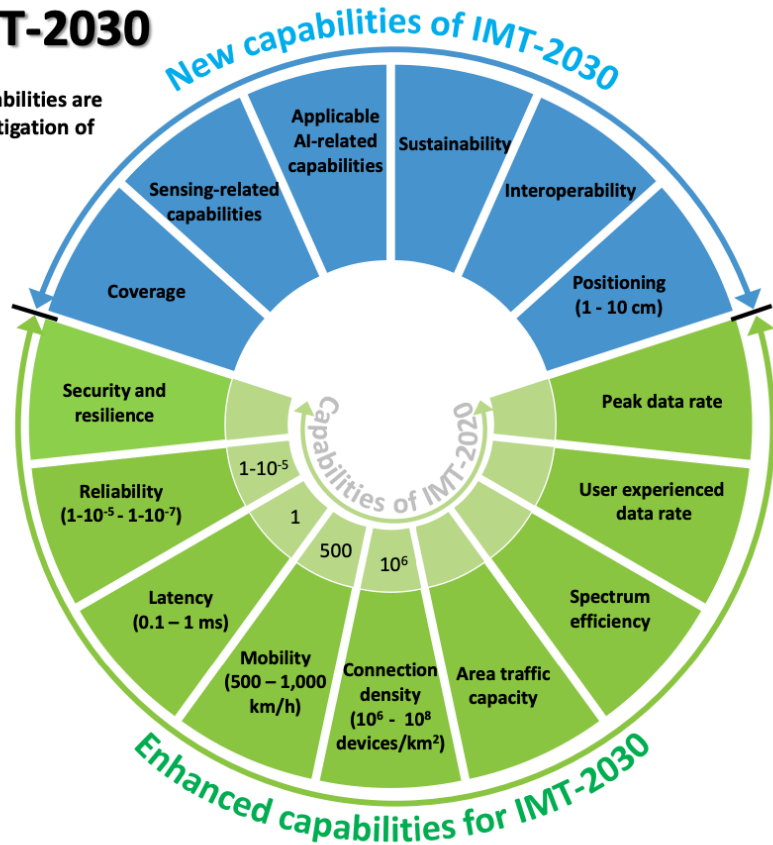 T-2030
abilities are
tigation of
New capabilities of IMT-2030
Coverage
Sensing-related
capabilities
Applicable
AI-related
capabilities
Sustainability
Interoperability
Positioning
(1 - 10 cm)
Peak data rate
User experienced
data rate
Spectrum
efficiency
Area traffic
capacity
Connection
density
(10⁶ - 10⁸
devices/km²)
Mobility
(500 – 1,000
km/h)
Latency
(0.1 – 1 ms)
Reliability
(1-10⁻⁵ - 1-10⁻⁷)
Security and
resilience
Capabilities of IMT-2020
1-10⁻⁵
1
500
10⁶
Enhanced capabilities for IMT-2030